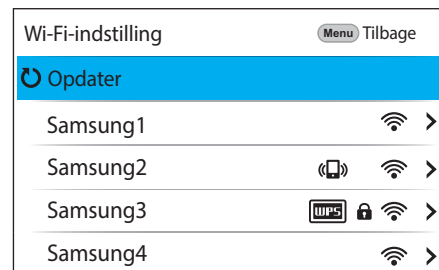 Wi-Fi-indstilling Menu Tilbage
Opdater
Samsung1
Samsung2
Samsung3 WPS
Samsung4